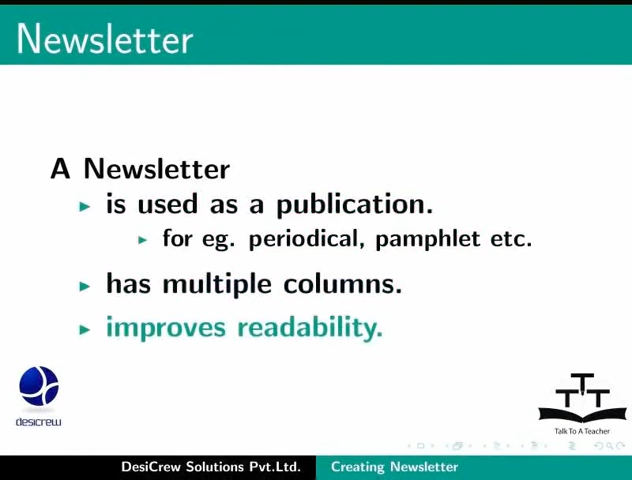 Newsletter
A Newsletter
is used as a publication.
for eg. periodical, pamphlet etc.
has multiple columns.
improves readability.
desicrew
TTT
Talk To A Teacher
DesiCrew Solutions Pvt.Ltd.
Creating Newsletter